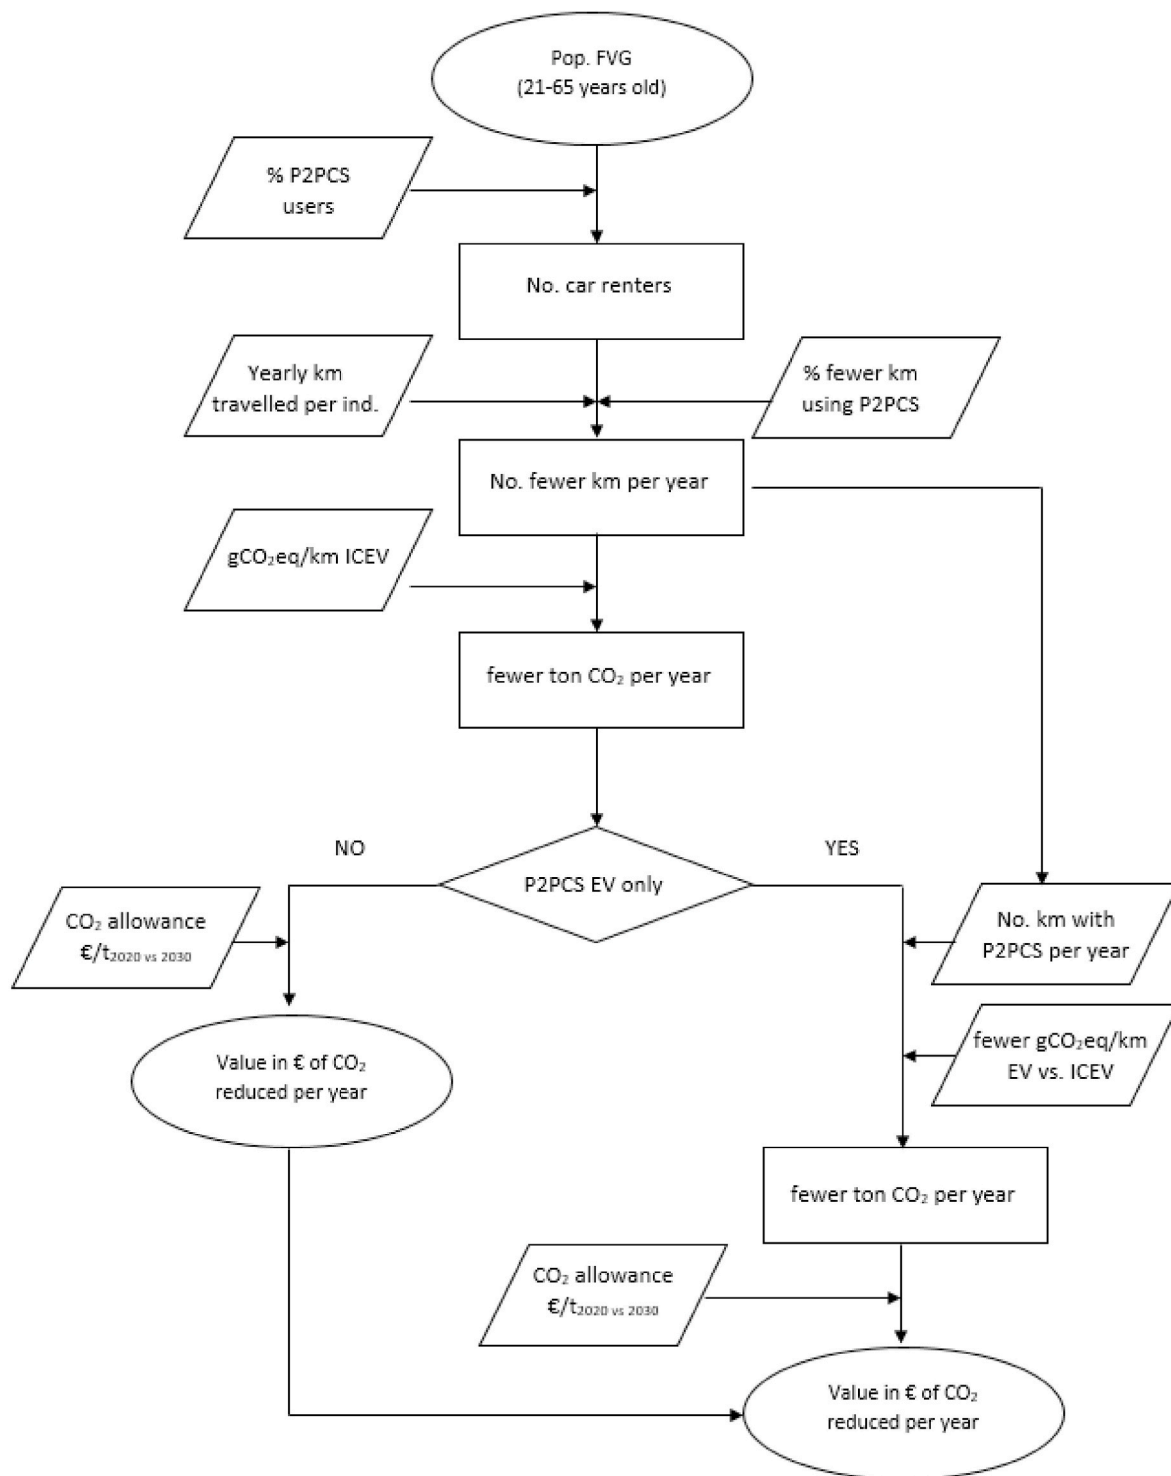 Pop. FVG
(21-65 years old)
% P2PCS
users
No. car renters
Yearly km
travelled per ind.
% fewer km
using P2PCS
No. fewer km per year
gCO₂eq/km ICEV
fewer ton CO₂ per year
NO
YES
P2PCS EV only
CO₂ allowance
€/t2020 vs 2030
No. km with
P2PCS per year
Value in € of CO₂
reduced per year
fewer gCO₂eq/km
EV vs. ICEV
fewer ton CO₂ per year
CO₂ allowance
€/t2020 vs 2030
Value in € of CO₂
reduced per year